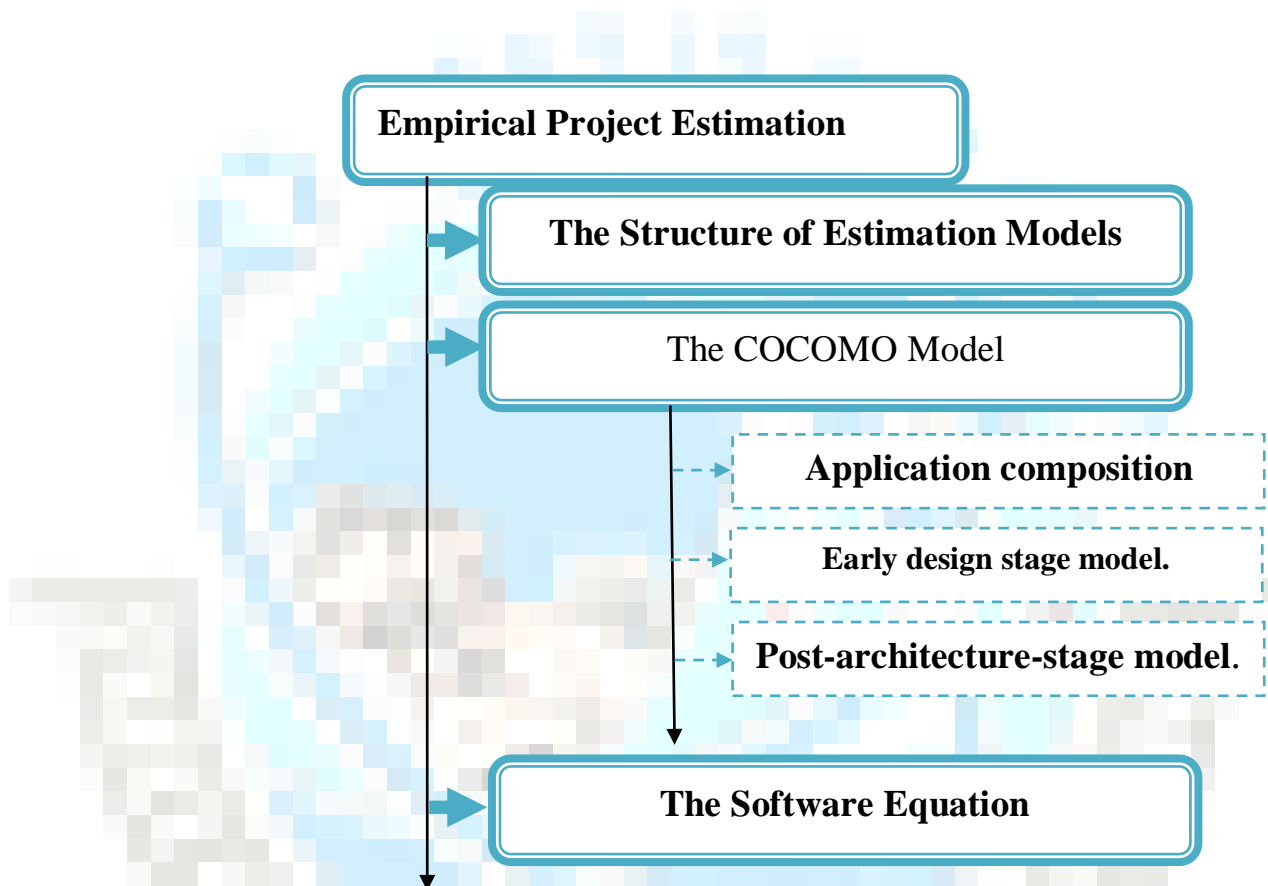 Empirical Project Estimation
The Structure of Estimation Models
The COCOMO Model
Application composition
Early design stage model.
Post-architecture-stage model.
The Software Equation